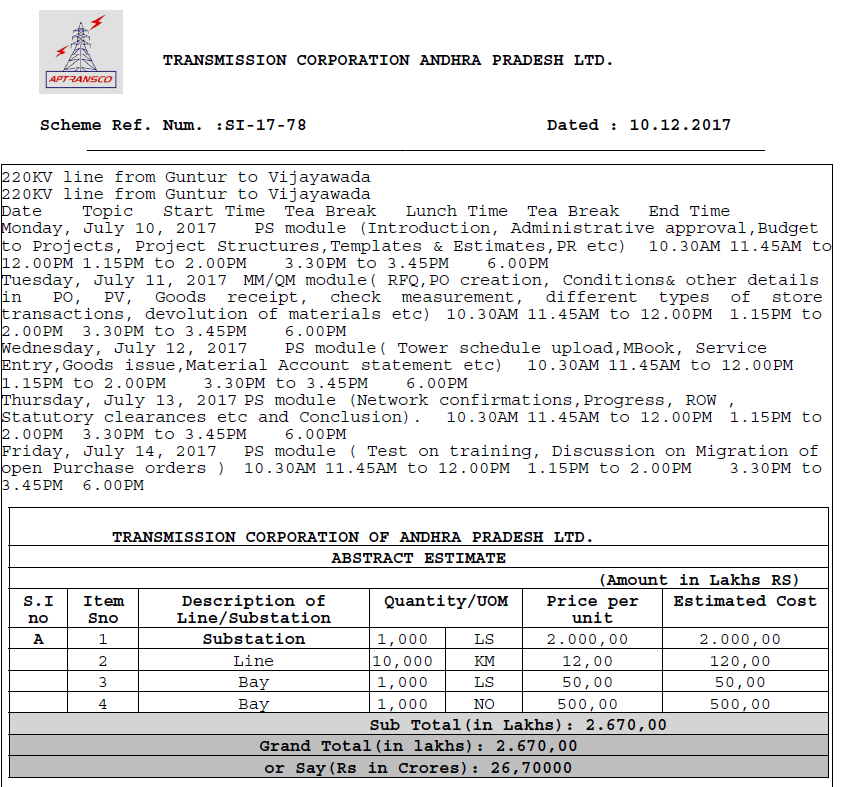 APTRANSCO
TRANSMISSION CORPORATION ANDHRA PRADESH LTD.
Scheme Ref. Num. :SI-17-78 Dated : 10.12.2017
220KV line from Guntur to Vijayawada
220KV line from Guntur to Vijayawada
Date Topic Start Time Tea Break Lunch Time Tea Break End Time
Monday, July 10, 2017 PS module (Introduction, Administrative approval,Budget
to Projects, Project Structures,Templates & Estimates,PR etc) 10.30AM 11.45AM to
12.00PM 1.15PM to 2.00PM 3.30PM to 3.45PM 6.00PM
Tuesday, July 11, 2017 MM/QM module( RFQ,PO creation, Conditions& other details
in PO, PV, Goods receipt, check measurement, different types of store
transactions, devolution of materials etc) 10.30AM 11.45AM to 12.00PM 1.15PM to
2.00PM 3.30PM to 3.45PM 6.00PM
Wednesday, July 12, 2017 PS module( Tower schedule upload,MBook, Service
Entry,Goods issue,Material Account statement etc) 10.30AM 11.45AM to 12.00PM
1.15PM to 2.00PM 3.30PM to 3.45PM 6.00PM
Thursday, July 13, 2017 PS module (Network confirmations,Progress, ROW ,
Statutory clearances etc and Conclusion). 10.30AM 11.45AM to 12.00PM 1.15PM to
2.00PM 3.30PM to 3.45PM 6.00PM
Friday, July 14, 2017 PS module ( Test on training, Discussion on Migration of
open Purchase orders ) 10.30AM 11.45AM to 12.00PM 1.15PM to 2.00PM 3.30PM to
3.45PM 6.00PM
TRANSMISSION CORPORATION OF ANDHRA PRADESH LTD.
ABSTRACT ESTIMATE
(Amount in Lakhs RS)
S.I no Item Sno Description of Line/Substation Quantity/UOM Price per unit Estimated Cost
A 1 Substation 1,000 LS 2.000,00 2.000,00
2 Line 10,000 KM 12,00 120,00
3 Bay 1,000 LS 50,00 50,00
4 Bay 1,000 NO 500,00 500,00
Sub Total(in Lakhs): 2.670,00
Grand Total(in lakhs): 2.670,00
or Say(Rs in Crores): 26,70000